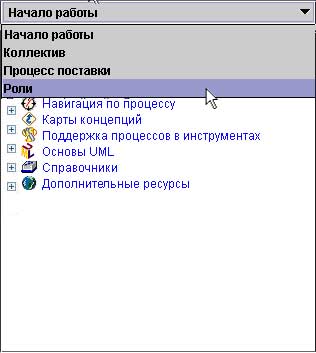 Начало работы
Начало работы
Коллектив
Процесс поставки
Роли
Навигация по процессу
Карты концепций
Поддержка процессов в инструментах
Основы UML
Справочники
Дополнительные ресурсы